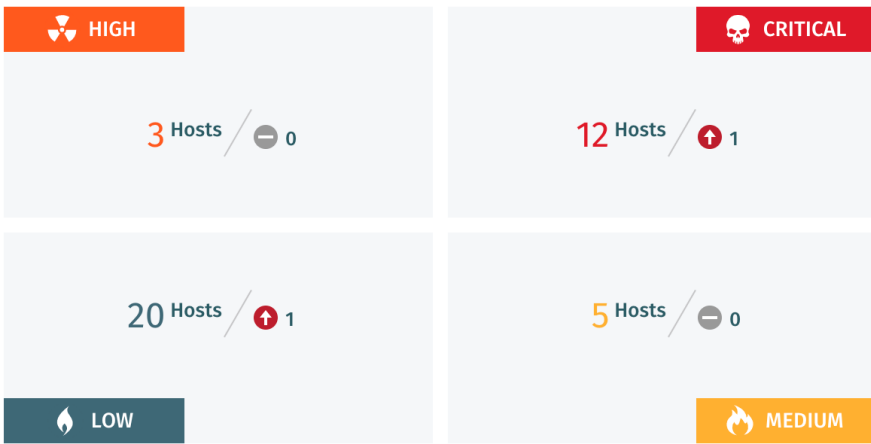 HIGH
3 Hosts 0
CRITICAL
12 Hosts 1
20 Hosts 1
LOW
5 Hosts 0
MEDIUM